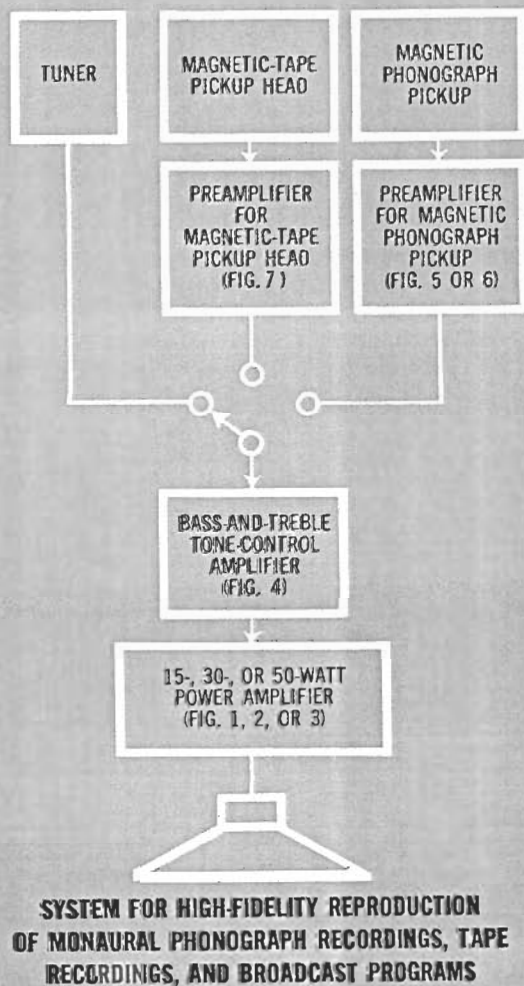 TUNER
MAGNETIC-TAPE
PICKUP HEAD
MAGNETIC
PHONOGRAPH
PICKUP
PREAMPLIFIER
FOR
MAGNETIC-TAPE
PICKUP HEAD
(FIG. 7)
PREAMPLIFIER
FOR MAGNETIC
PHONOGRAPH
PICKUP
(FIG. 5 OR 6)
BASS-AND-TREBLE
TONE-CONTROL
AMPLIFIER
(FIG. 4)
15-, 30-, OR 50-WATT
POWER AMPLIFIER
(FIG. 1, 2, OR 3)
SYSTEM FOR HIGH-FIDELITY REPRODUCTION
OF MONAURAL PHONOGRAPH RECORDINGS, TAPE
RECORDINGS, AND BROADCAST PROGRAMS